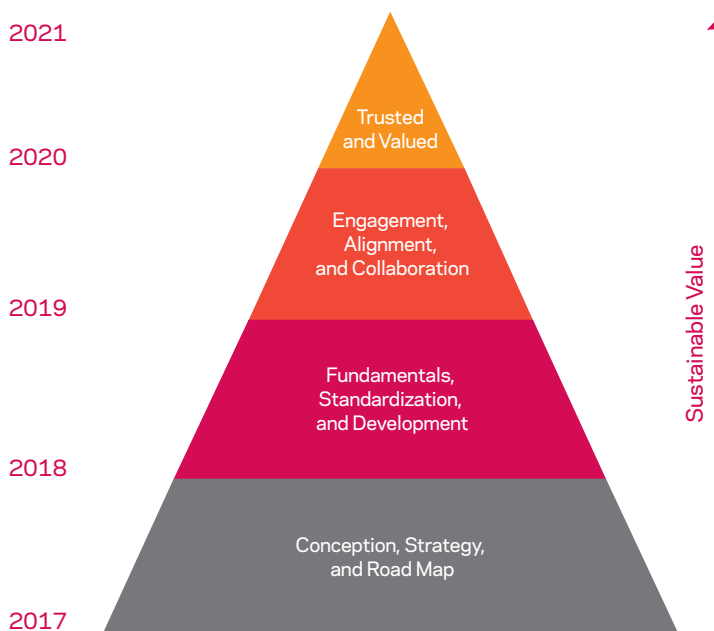 2021
Trusted
and Valued
2020
Engagement,
Alignment,
and Collaboration
2019
Fundamentals,
Standardization,
and Development
2018
Conception, Strategy,
and Road Map
2017
Sustainable Value